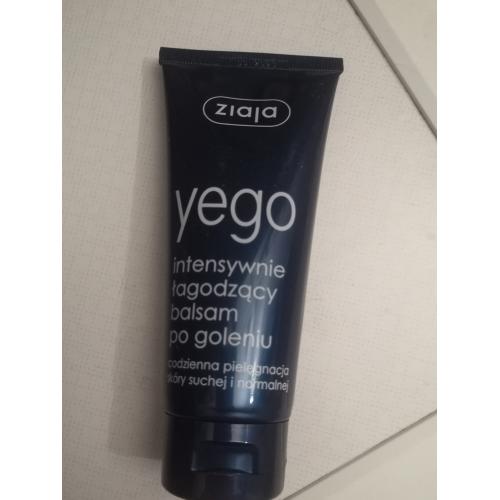 ziaja
yego
intensywnie
łagodzący
balsam
po goleniu
codzienna pielęgnacja
skóry suchej i normalnej